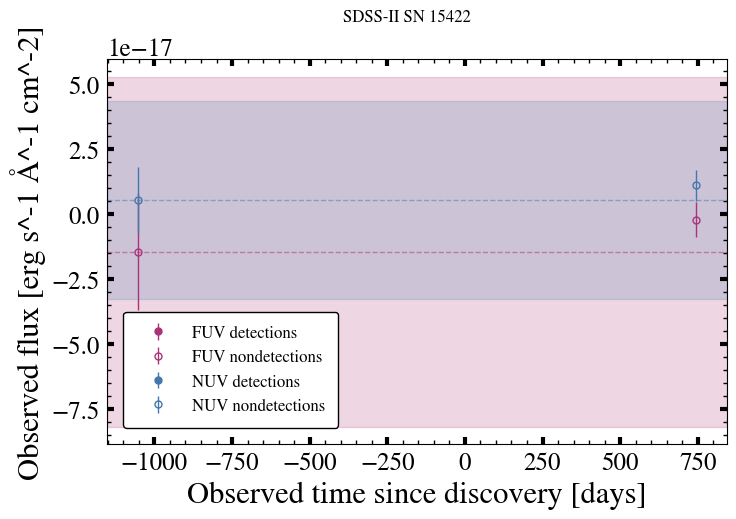 SDSS-II SN 15422
1e−17
5.0
2.5
0.0
−2.5
−5.0
−7.5
Observed flux [erg s^-1 Å^-1 cm^-2]
FUV detections
FUV nondetections
NUV detections
NUV nondetections
−1000 −750 −500 −250 0 250 500 750
Observed time since discovery [days]